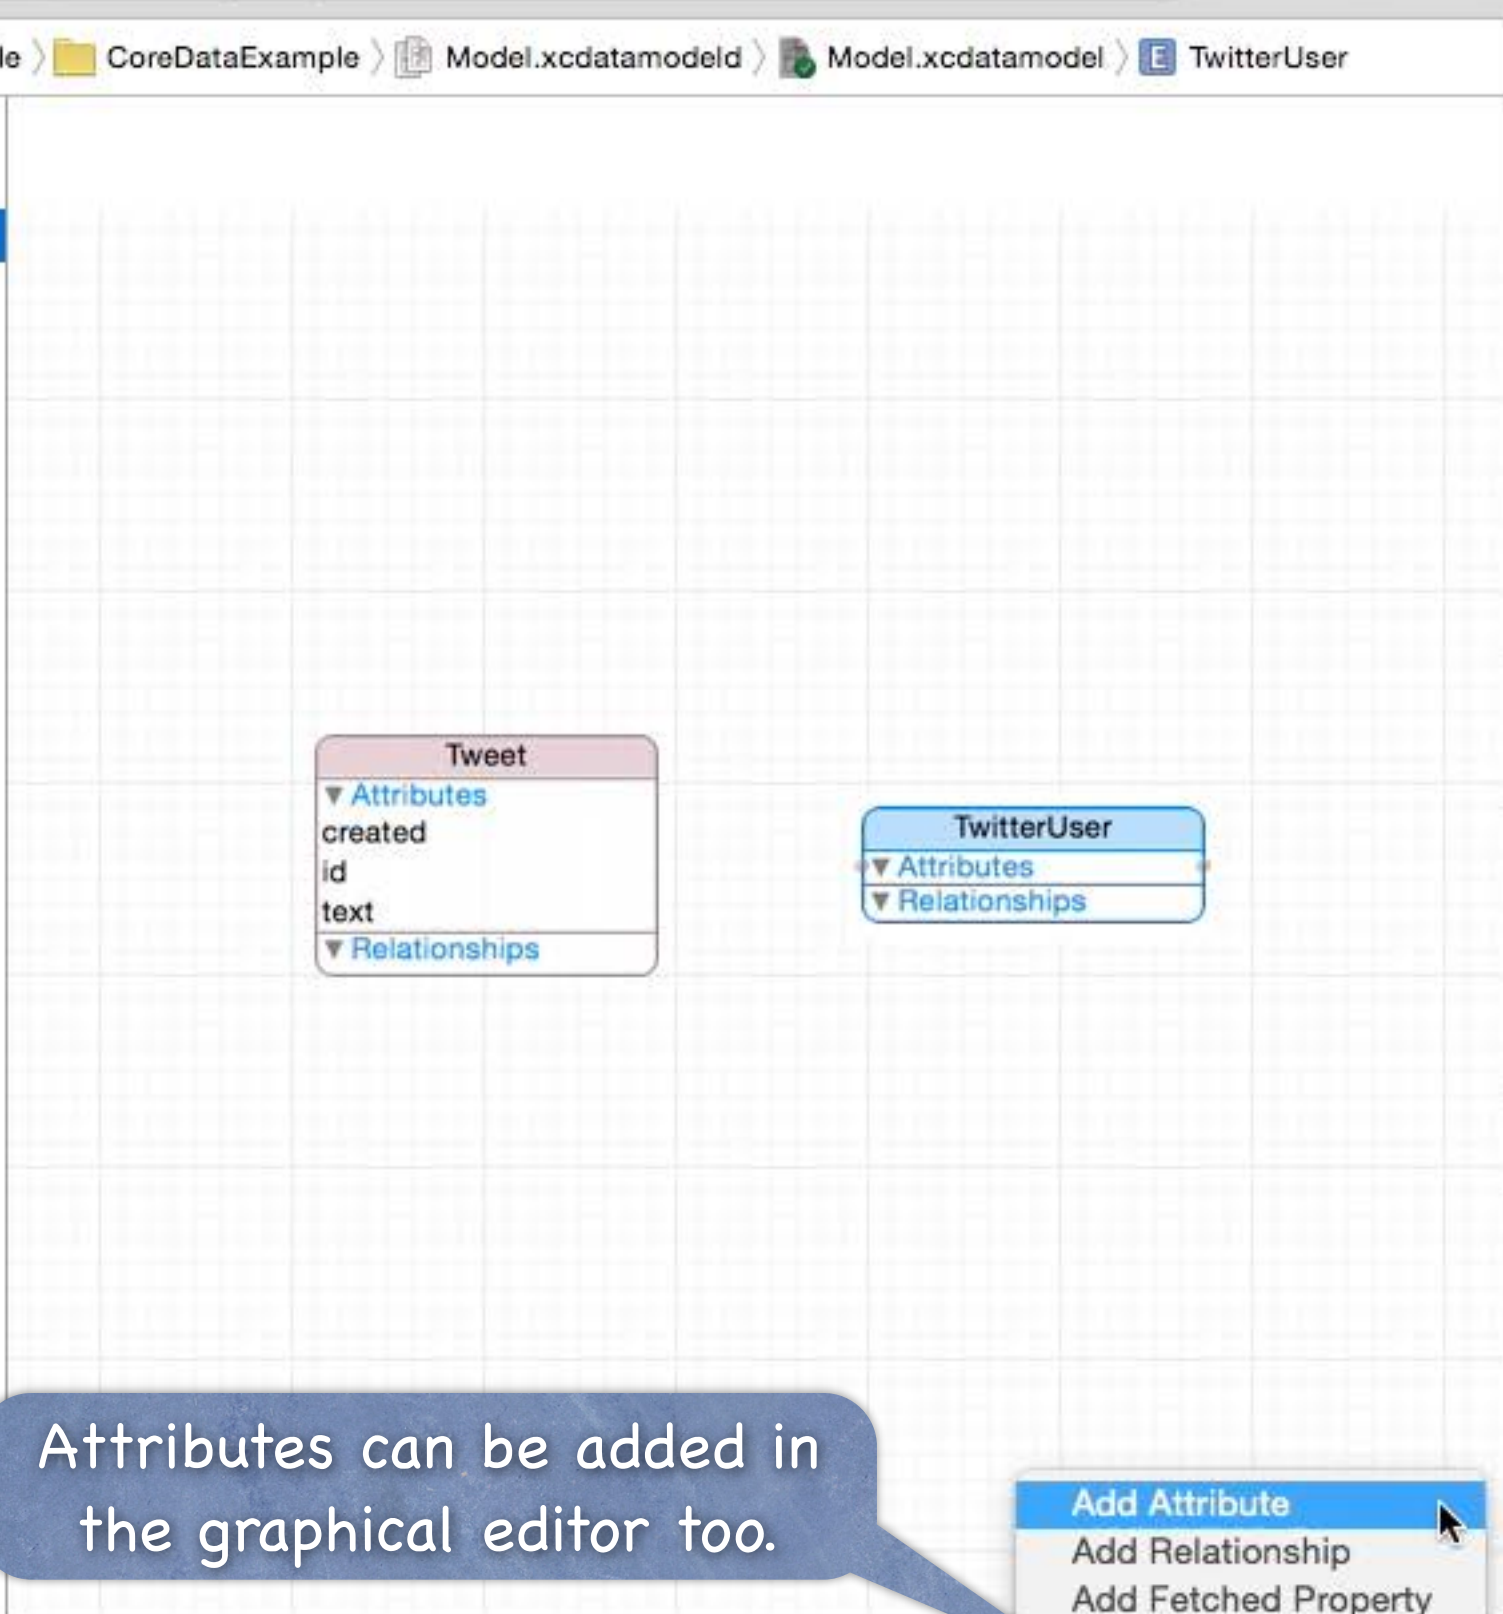 le CoreDataExample Model.xcdatamodeld Model.xcdatamodel E TwitterUser
Tweet
Attributes
created
id
text
Relationships
TwitterUser
Attributes
Relationships
Attributes can be added in
the graphical editor too.
Add Attribute
Add Relationship
Add Fetched Property